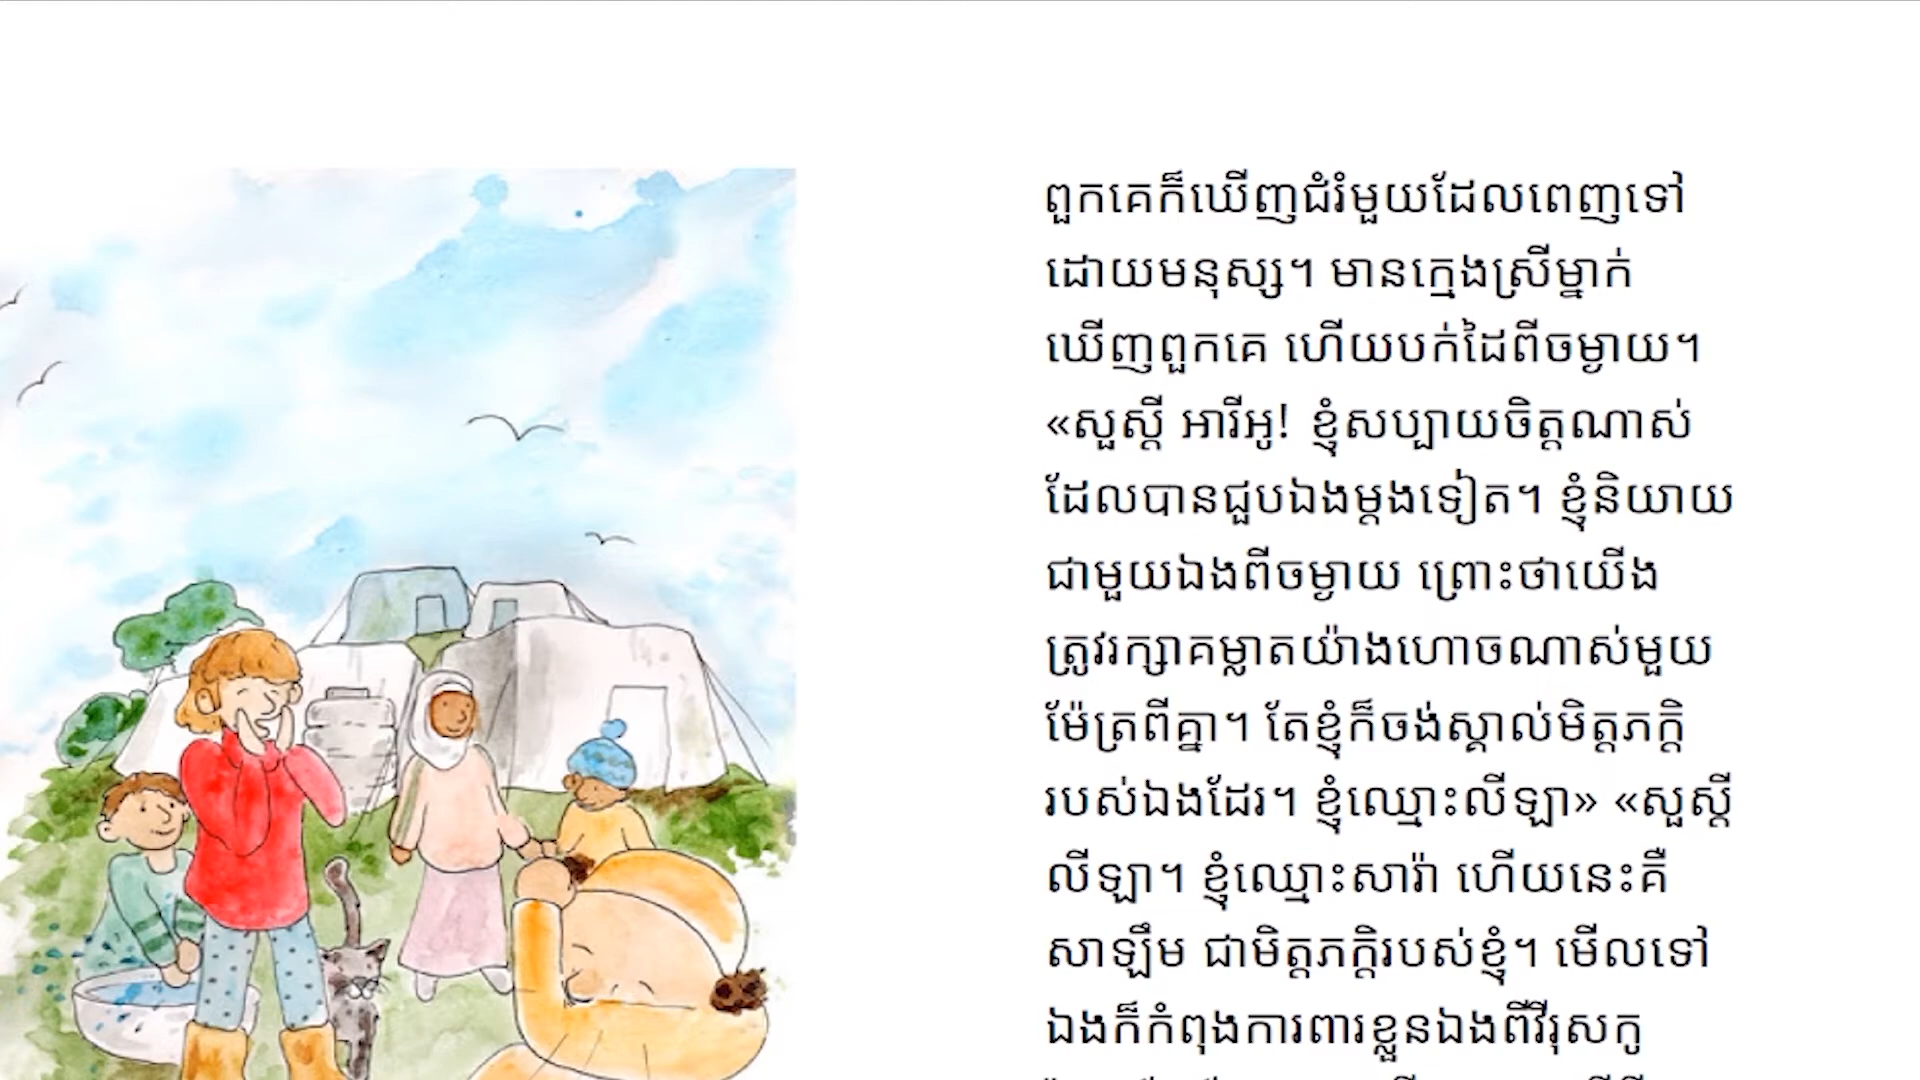 ពួកគេក៏ឃើញជំរំមួយដែលពេញទៅ
ដោយមនុស្ស។ មានក្មេងស្រីម្នាក់
ឃើញពួកគេ ហើយបក់ដៃពីចម្ងាយ។
«សួស្តី អារីអូ! ខ្ញុំសប្បាយចិត្តណាស់
ដែលបានជួបឯងម្តងទៀត។ ខ្ញុំនិយាយ
ជាមួយឯងពីចម្ងាយ ព្រោះថាយើង
ត្រូវរក្សាគម្លាតយ៉ាងហោចណាស់មួយ
ម៉ែត្រពីគ្នា។ តែខ្ញុំក៏ចង់ស្គាល់មិត្តភក្តិ
របស់ឯងដែរ។ ខ្ញុំឈ្មោះលីឡា» «សួស្តី
លីឡា។ ខ្ញុំឈ្មោះសារ៉ា ហើយនេះគឺ
សាឡឹម ជាមិត្តភក្តិរបស់ខ្ញុំ។ មើលទៅ
ឯងក៏កំពុងការពារខ្លួនឯងពីវីរុសកូ